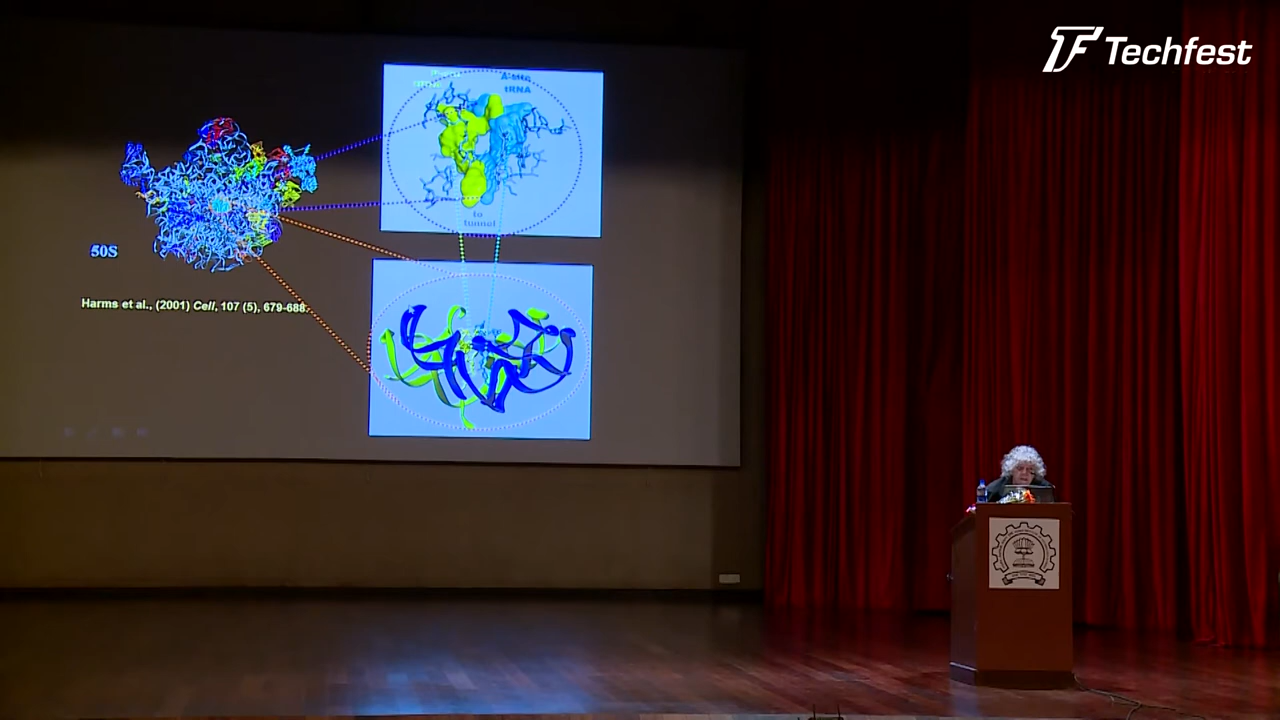 Techfest
tRNA
to
tunnel
50S
Harms et al., (2001) Cell, 107 (5), 679-688.